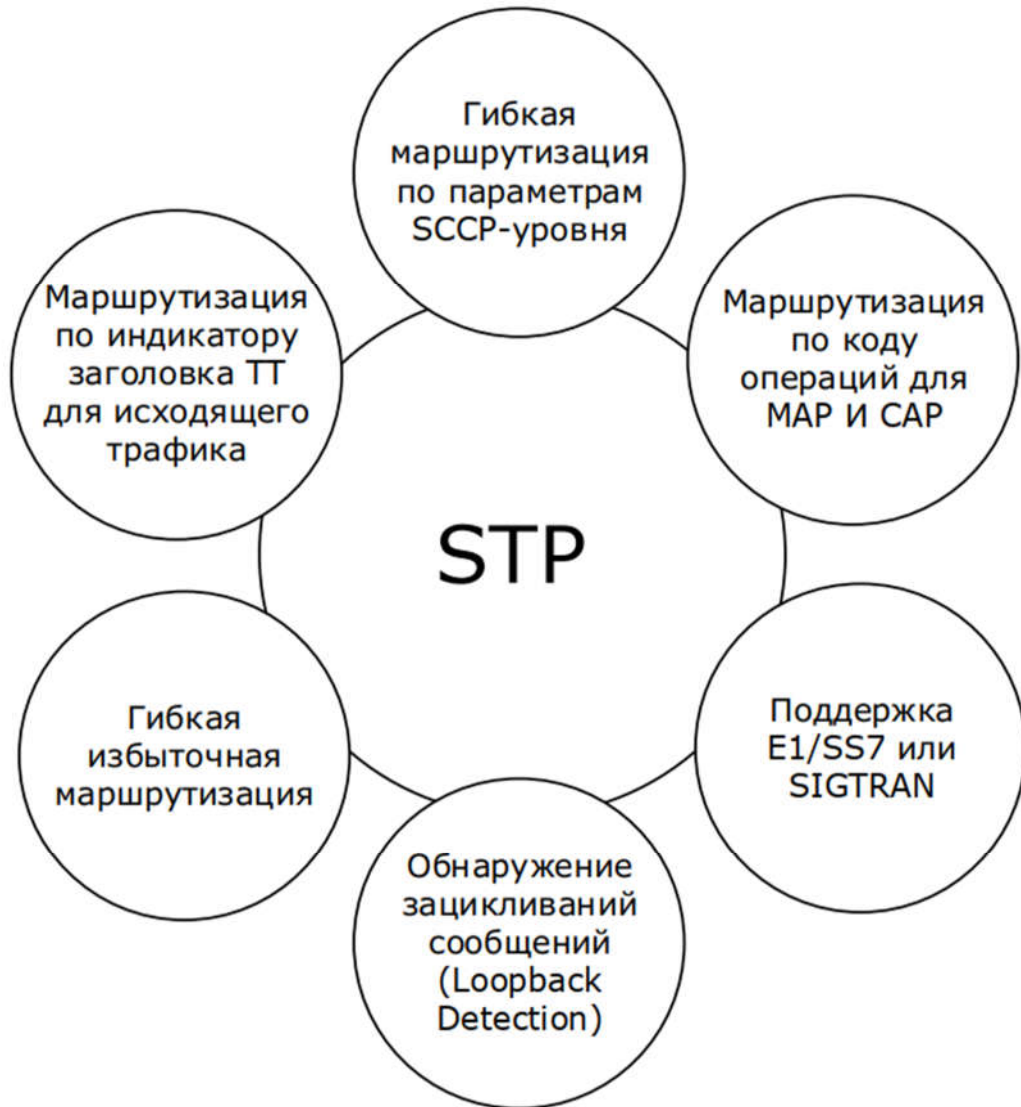 Гибкая
маршрутизация
по параметрам
SCCP-уровня
Маршрутизация
по коду
операций для
MAP И CAP
Поддержка
E1/SS7 или
SIGTRAN
Обнаружение
зацикливаний
сообщений
(Loopback
Detection)
Гибкая
избыточная
маршрутизация
Маршрутизация
по индикатору
заголовка TT
для исходящего
трафика
STP